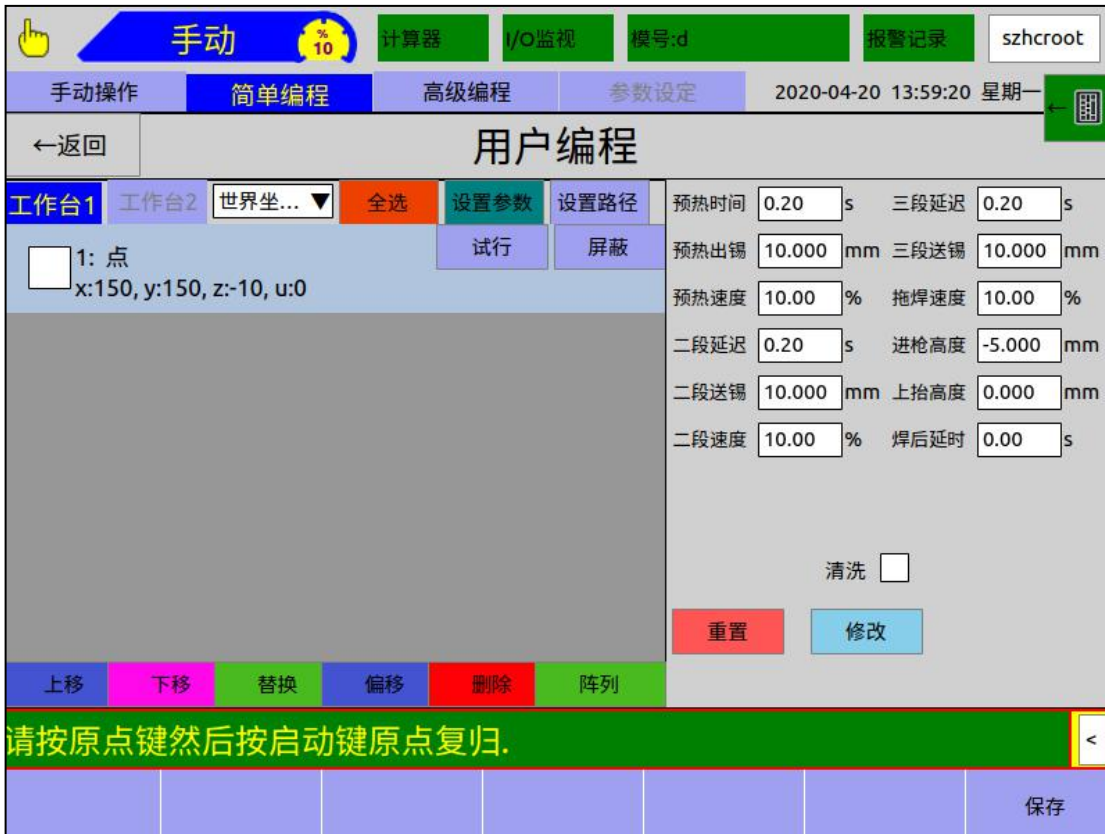 手动 % 10 计算器 I/O监视 模号:d 报警记录 szhcroot
手动操作 简单编程 高级编程 参数设定 2020-04-20 13:59:20 星期一 ←
←返回 用户编程
工作台1 工作台2 世界坐... ▼ 全选 设置参数 设置路径
试行 屏蔽
1: 点
x:150, y:150, z:-10, u:0
预热时间 0.20 s 三段延迟 0.20 s
预热出锡 10.000 mm 三段送锡 10.000 mm
预热速度 10.00 % 拖焊速度 10.00 %
二段延迟 0.20 s 进枪高度 -5.000 mm
二段送锡 10.000 mm 上抬高度 0.000 mm
二段速度 10.00 % 焊后延时 0.00 s
清洗
重置 修改
上移 下移 替换 偏移 删除 阵列
请按原点键然后按启动键原点复归. <
保存